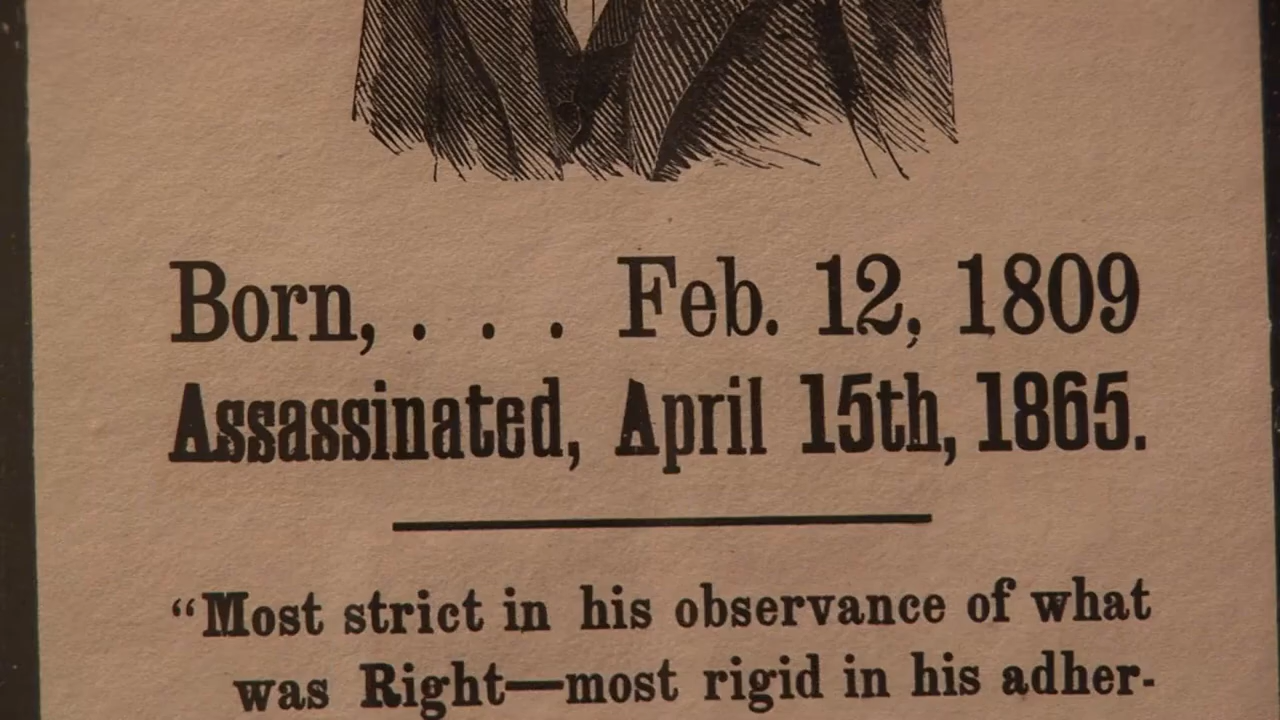 Born, . . . Feb. 12, 1809
Assassinated, April 15th, 1865.
“Most strict in his observance of what
was Right—most rigid in his adher-